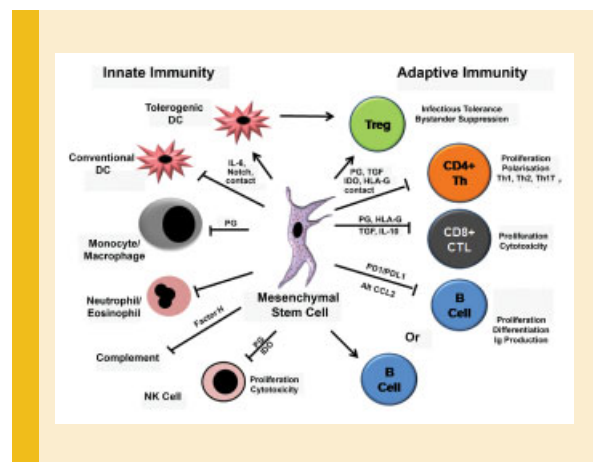 Innate Immunity
Adaptive Immunity
Tolerogenic
DC
Treg
Infectious Tolerance
Bystander Suppression
Conventional
DC
IL-6,
Notch,
contact
PG, TGF
IDO, HLA-G
contact
CD4+
Th
Proliferation
Polarisation
Th1, Th2, Th17 ,
Monocyte/
Macrophage
PG
PG, HLA-G
TGF, IL-10
CD8+
CTL
Proliferation
Cytotoxicity
Neutrophil/
Eosinophil
Mesenchymal
Stem Cell
PD1/PDL1
Alt CCL2
B
Cell
Proliferation
Differentiation
Ig Production
Complement
Factor H
Or
NK Cell
PG
IDO
Proliferation
Cytotoxicity
B
Cell